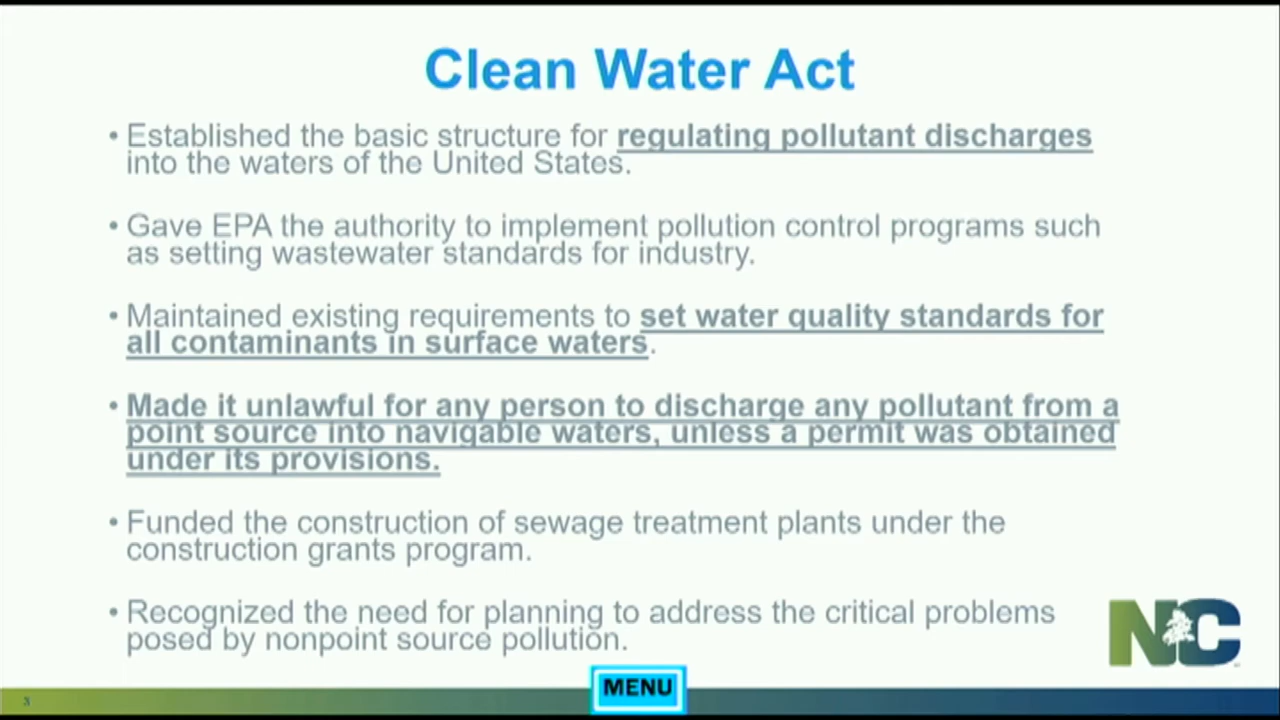 Clean Water Act
• Established the basic structure for regulating pollutant discharges
into the waters of the United States.
• Gave EPA the authority to implement pollution control programs such
as setting wastewater standards for industry.
• Maintained existing requirements to set water quality standards for
all contaminants in surface waters.
• Made it unlawful for any person to discharge any pollutant from a
point source into navigable waters, unless a permit was obtained
under its provisions.
• Funded the construction of sewage treatment plants under the
construction grants program.
• Recognized the need for planning to address the critical problems
posed by nonpoint source pollution.
NC
MENU
3